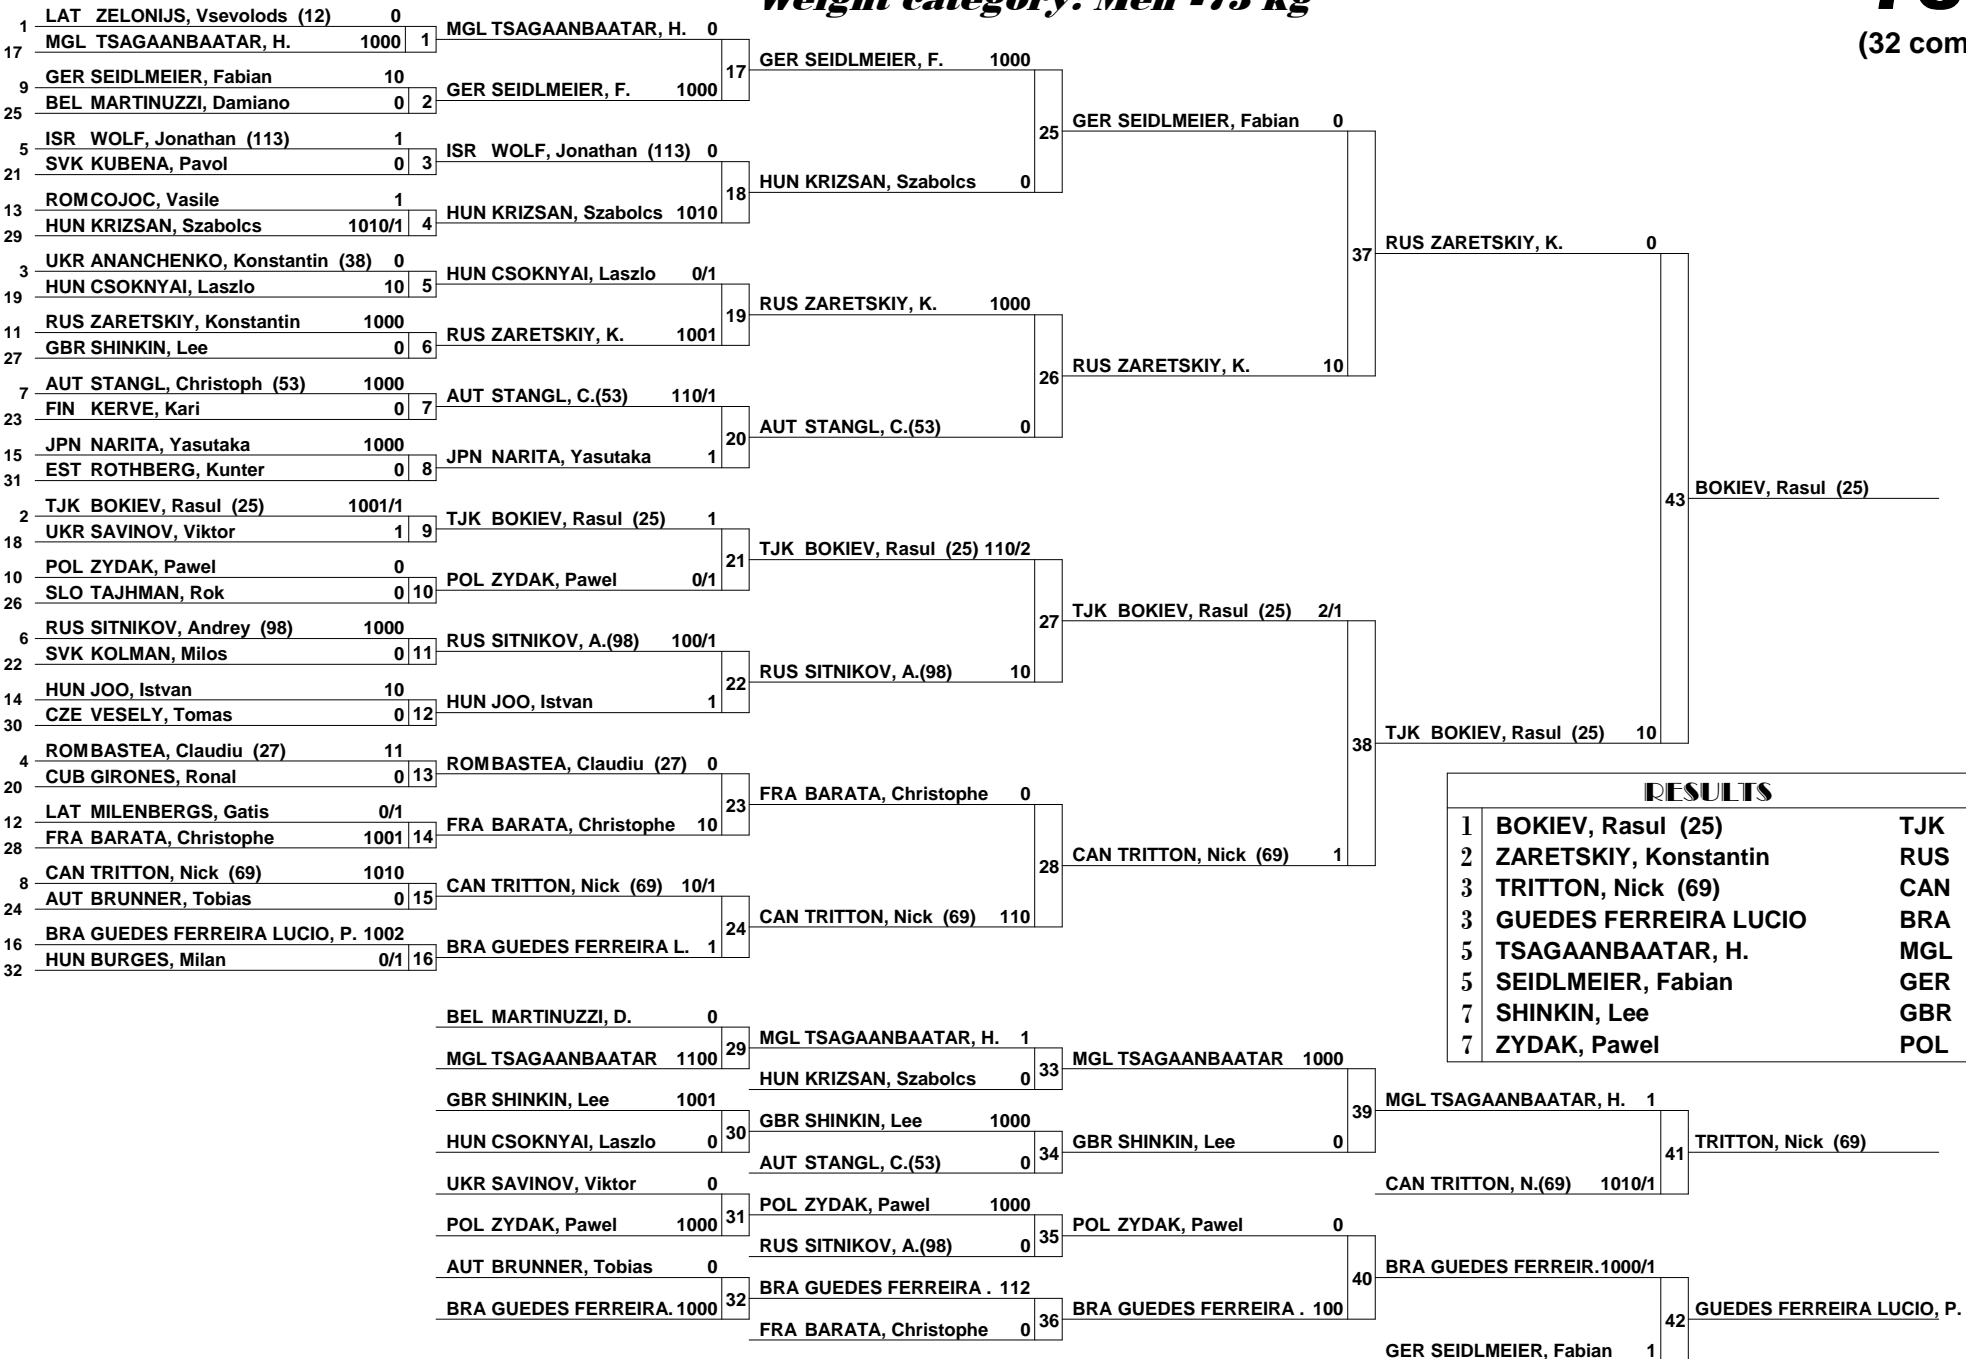 Weight category: Men -73 kg
(32 com
1 LAT ZELONIJS, Vsevolods (12) 0
17 MGL TSAGAANBAATAR, H. 1000 1
9 GER SEIDLMEIER, Fabian 10
25 BEL MARTINUZZI, Damiano 0 2
5 ISR WOLF, Jonathan (113) 1
21 SVK KUBENA, Pavol 0 3
13 ROM COJOC, Vasile 1
29 HUN KRIZSAN, Szabolcs 1010/1 4
3 UKR ANANCHENKO, Konstantin (38) 0
19 HUN CSOKNYAI, Laszlo 10 5
11 RUS ZARETSKIY, Konstantin 1000
27 GBR SHINKIN, Lee 0 6
7 AUT STANGL, Christoph (53) 1000
23 FIN KERVE, Kari 0 7
15 JPN NARITA, Yasutaka 1000
31 EST ROTHBERG, Kunter 0 8
2 TJK BOKIEV, Rasul (25) 1001/1
18 UKR SAVINOV, Viktor 1 9
10 POL ZYDAK, Pawel 0
26 SLO TAJHMAN, Rok 0 10
6 RUS SITNIKOV, Andrey (98) 1000
22 SVK KOLMAN, Milos 0 11
14 HUN JOO, Istvan 10
30 CZE VESELY, Tomas 0 12
4 ROM BASTEA, Claudiu (27) 11
20 CUB GIRONES, Ronal 0 13
12 LAT MILENBERGS, Gatis 0/1
28 FRA BARATA, Christophe 1001 14
8 CAN TRITTON, Nick (69) 1010
24 AUT BRUNNER, Tobias 0 15
16 BRA GUEDES FERREIRA LUCIO, P. 1002
32 HUN BURGES, Milan 0/1 16
MGL TSAGAANBAATAR, H. 0
17
GER SEIDLMEIER, F. 1000
ISR WOLF, Jonathan (113) 0
18
HUN KRIZSAN, Szabolcs 1010
HUN CSOKNYAI, Laszlo 0/1
19
RUS ZARETSKIY, K. 1001
AUT STANGL, C.(53) 110/1
20
JPN NARITA, Yasutaka 1
TJK BOKIEV, Rasul (25) 1
21
POL ZYDAK, Pawel 0/1
RUS SITNIKOV, A.(98) 100/1
22
HUN JOO, Istvan 1
ROM BASTEA, Claudiu (27) 0
23
FRA BARATA, Christophe 10
CAN TRITTON, Nick (69) 10/1
24
BRA GUEDES FERREIRA L. 1
GER SEIDLMEIER, F. 1000
25
HUN KRIZSAN, Szabolcs 0
RUS ZARETSKIY, K. 1000
26
AUT STANGL, C.(53) 0
TJK BOKIEV, Rasul (25) 110/2
27
RUS SITNIKOV, A.(98) 10
FRA BARATA, Christophe 0
28
CAN TRITTON, Nick (69) 110
GER SEIDLMEIER, Fabian 0
37
RUS ZARETSKIY, K. 10
TJK BOKIEV, Rasul (25) 2/1
38
CAN TRITTON, Nick (69) 1
RUS ZARETSKIY, K. 0
43
TJK BOKIEV, Rasul (25) 10
BOKIEV, Rasul (25)
RESULTS
1 BOKIEV, Rasul (25) TJK
2 ZARETSKIY, Konstantin RUS
3 TRITTON, Nick (69) CAN
3 GUEDES FERREIRA LUCIO BRA
5 TSAGAANBAATAR, H. MGL
5 SEIDLMEIER, Fabian GER
7 SHINKIN, Lee GBR
7 ZYDAK, Pawel POL
BEL MARTINUZZI, D. 0
29
MGL TSAGAANBAATAR 1100
GBR SHINKIN, Lee 1001
30
HUN CSOKNYAI, Laszlo 0
UKR SAVINOV, Viktor 0
31
POL ZYDAK, Pawel 1000
AUT BRUNNER, Tobias 0
32
BRA GUEDES FERREIRA. 1000
MGL TSAGAANBAATAR, H. 1
HUN KRIZSAN, Szabolcs 0 33
GBR SHINKIN, Lee 1000
AUT STANGL, C.(53) 0 34
POL ZYDAK, Pawel 1000
RUS SITNIKOV, A.(98) 0 35
BRA GUEDES FERREIRA . 112
FRA BARATA, Christophe 0 36
MGL TSAGAANBAATAR 1000
39
GBR SHINKIN, Lee 0
POL ZYDAK, Pawel 0
40
BRA GUEDES FERREIRA . 100
MGL TSAGAANBAATAR, H. 1
41
CAN TRITTON, N.(69) 1010/1
BRA GUEDES FERREIR. 1000/1
42
GER SEIDLMEIER, Fabian 1
TRITTON, Nick (69)
GUEDES FERREIRA LUCIO, P.